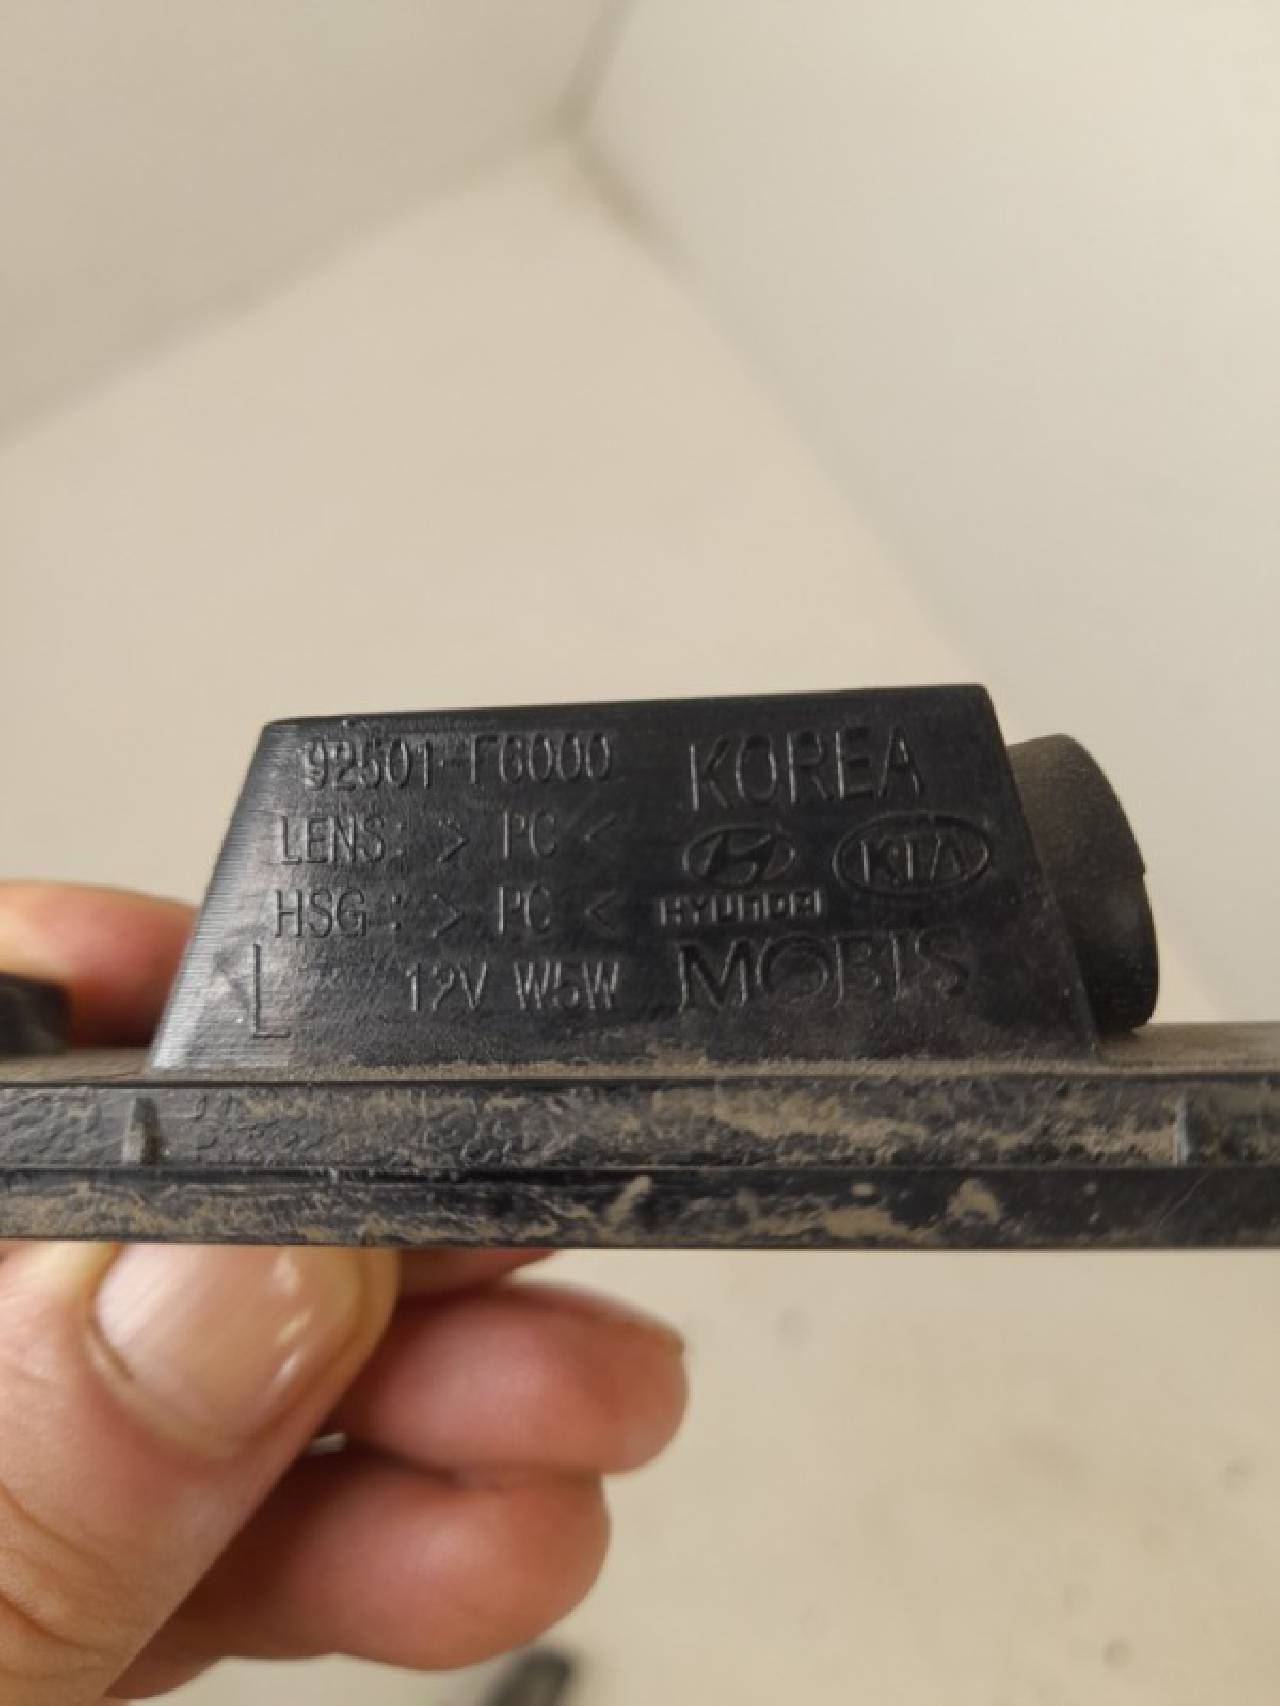 92501-F6000
LENS: > PC <
HSG : > PC <
L 12V W5W
KOREA
KIA
HYUNDAI
MOBIS